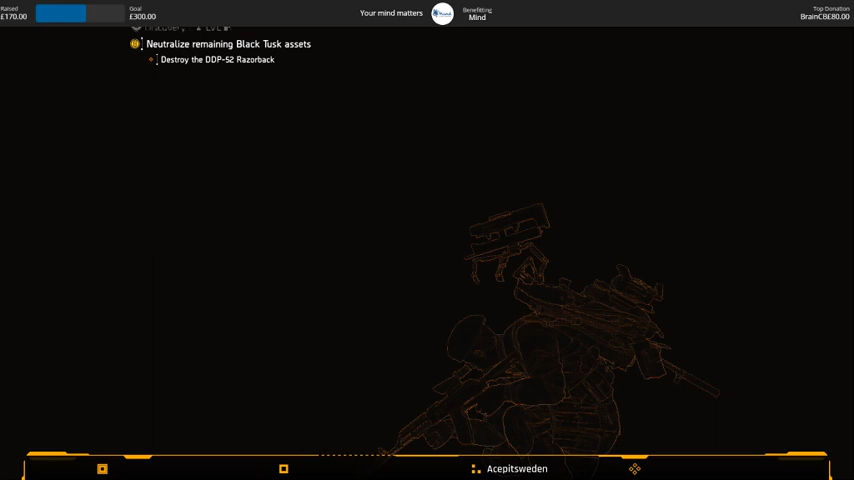 Raised
£170.00
Goal
£300.00
Your mind matters
Benefitting
Mind
Top Donation
BrainCB£80.00
Neutralize remaining Black Tusk assets
Destroy the DDP-52 Razorback
Acepitsweden